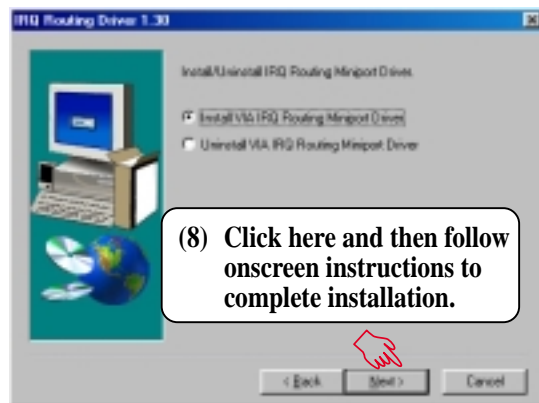 IRQ Routing Driver 1.30
Install/Uninstall IRQ Routing Miniport Driver.
Install VIA IRQ Routing Miniport Driver
Uninstall VIA IRQ Routing Miniport Driver
(8) Click here and then follow
onscreen instructions to
complete installation.
< Back
Next >
Cancel